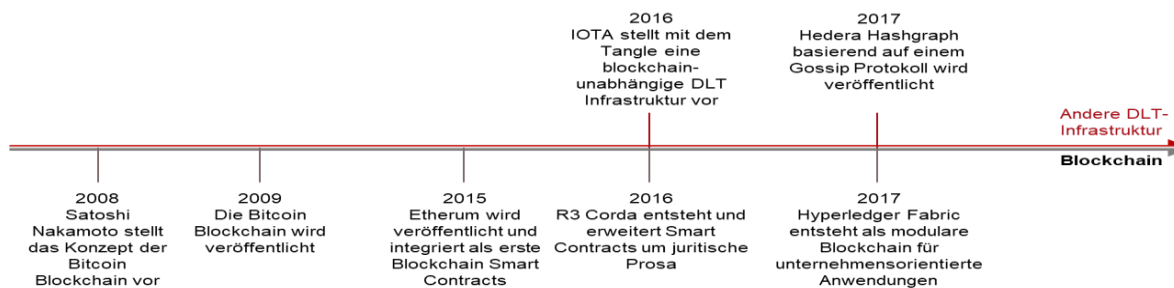 2016
IOTA stellt mit dem
Tangle eine
blockchain-
unabhängige DLT
Infrastruktur vor
2017
Hedera Hashgraph
basierend auf einem
Gossip Protokoll wird
veröffentlicht
Andere DLT-
Infrastruktur
Blockchain
2008
Satoshi
Nakamoto stellt
das Konzept der
Bitcoin
Blockchain vor
2009
Die Bitcoin
Blockchain wird
veröffentlicht
2015
Etherum wird
veröffentlicht und
integriert als erste
Blockchain Smart
Contracts
2016
R3 Corda entsteht und
erweitert Smart
Contracts um juritische
Prosa
2017
Hyperledger Fabric
entsteht als modulare
Blockchain für
unternehmensorientierte
Anwendungen